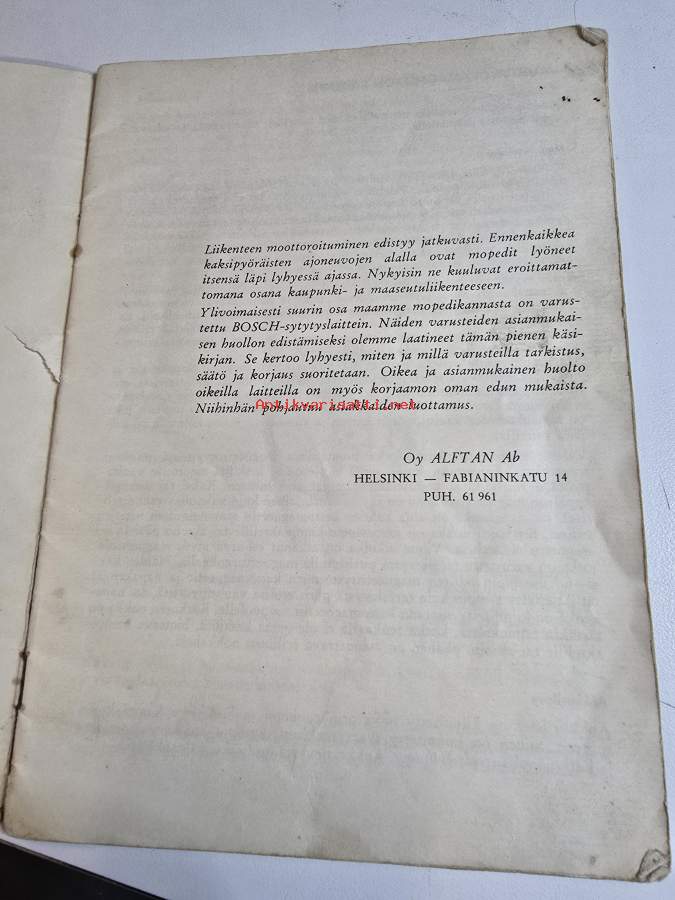 Liikenteen moottoroituminen edistyy jatkuvasti. Ennenkaikkea
kaksipyöräisten ajoneuvojen alalla ovat mopedit lyöneet
itsensä läpi lyhyessä ajassa. Nykyisin ne kuuluvat eroittamat-
tomana osana kaupunki- ja maaseutuliikenteeseen.
Ylivoimaisesti suurin osa maamme mopedikannasta on varus-
tettu BOSCH-sytytyslaittein. Näiden varusteiden asianmukai-
sen huollon edistämiseksi olemme laatineet tämän pienen käsi-
kirjan. Se kertoo lyhyesti, miten ja millä varusteilla tarkistus,
säätö ja korjaus suoritetaan. Oikea ja asianmukainen huolto
oikeilla laitteilla on myös korjaamon oman edun mukaista.
Niihinhän pohjautuu asiakkaiden luottamus.
Antikvariaatti.net
Oy ALFTAN Ab
HELSINKI — FABIANINKATU 14
PUH. 61 961